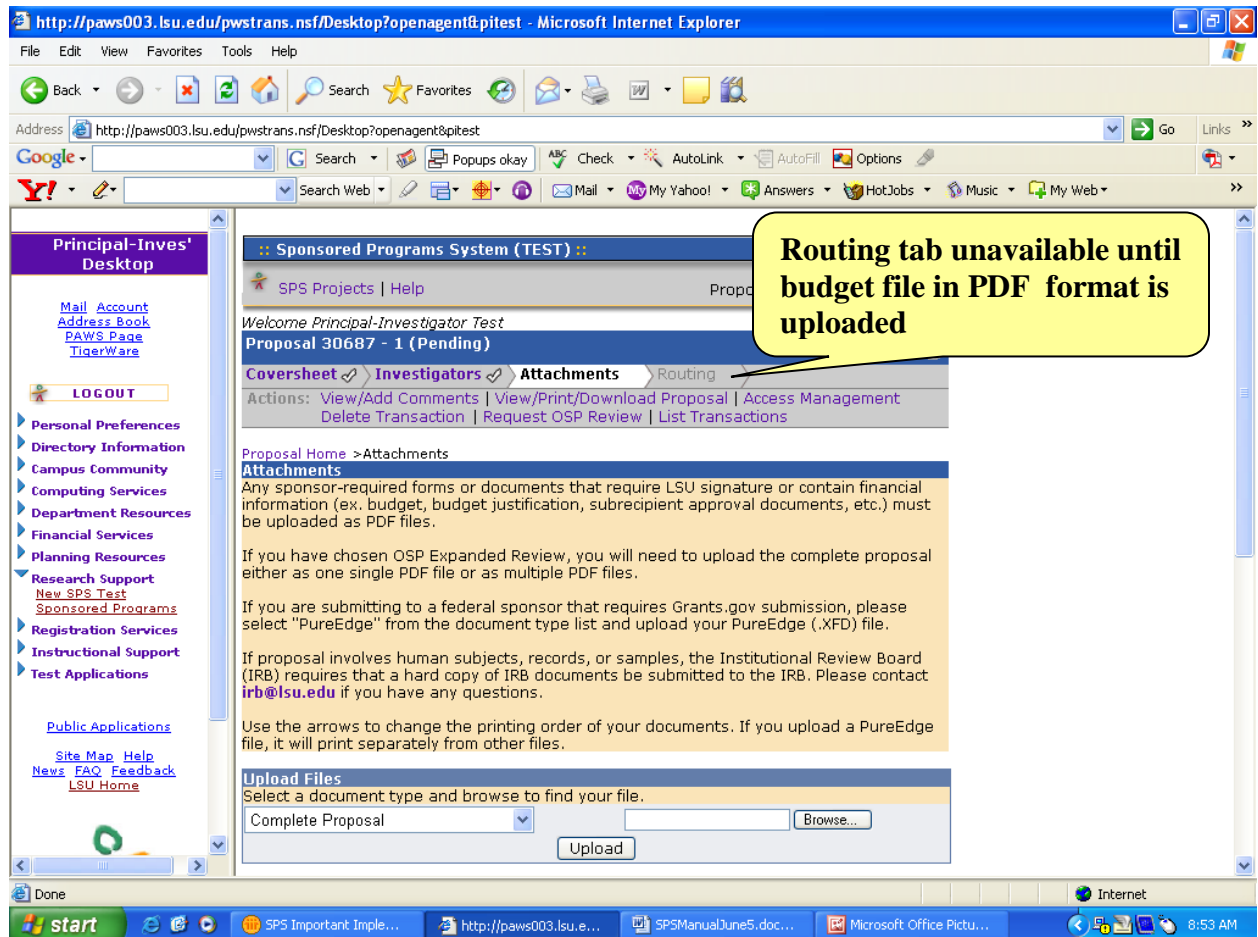 http://paws003.lsu.edu/pwstrans.nsf/Desktop?openagent&pitest - Microsoft Internet Explorer
File Edit View Favorites Tools Help
Back Search Favorites
Address http://paws003.lsu.edu/pwstrans.nsf/Desktop?openagent&pitest Go Links »
Google Search Popups okay ABC Check AutoLink AutoFill Options
Y! Search Web Mail My Yahoo! Answers HotJobs Music My Web »
Principal-Inves'
Desktop
Mail Account
Address Book
PAWS Page
TigerWare
LOGOUT
Personal Preferences
Directory Information
Campus Community
Computing Services
Department Resources
Financial Services
Planning Resources
Research Support
New SPS Test
Sponsored Programs
Registration Services
Instructional Support
Test Applications
Public Applications
Site Map Help
News FAQ Feedback
LSU Home
:: Sponsored Programs System (TEST) ::
SPS Projects | Help Propo
Welcome Principal-Investigator Test
Proposal 30687 - 1 (Pending)
Coversheet Investigators Attachments Routing
Actions: View/Add Comments | View/Print/Download Proposal | Access Management
Delete Transaction | Request OSP Review | List Transactions
Routing tab unavailable until
budget file in PDF format is
uploaded
Proposal Home >Attachments
Attachments
Any sponsor-required forms or documents that require LSU signature or contain financial
information (ex. budget, budget justification, subrecipient approval documents, etc.) must
be uploaded as PDF files.
If you have chosen OSP Expanded Review, you will need to upload the complete proposal
either as one single PDF file or as multiple PDF files.
If you are submitting to a federal sponsor that requires Grants.gov submission, please
select "PureEdge" from the document type list and upload your PureEdge (.XFD) file.
If proposal involves human subjects, records, or samples, the Institutional Review Board
(IRB) requires that a hard copy of IRB documents be submitted to the IRB. Please contact
irb@lsu.edu if you have any questions.
Use the arrows to change the printing order of your documents. If you upload a PureEdge
file, it will print separately from other files.
Upload Files
Select a document type and browse to find your file.
Complete Proposal Browse...
Upload
Done Internet
start SPS Important Imple... http://paws003.lsu.e... SPSManualJune5.doc... Microsoft Office Pictu... 8:53 AM